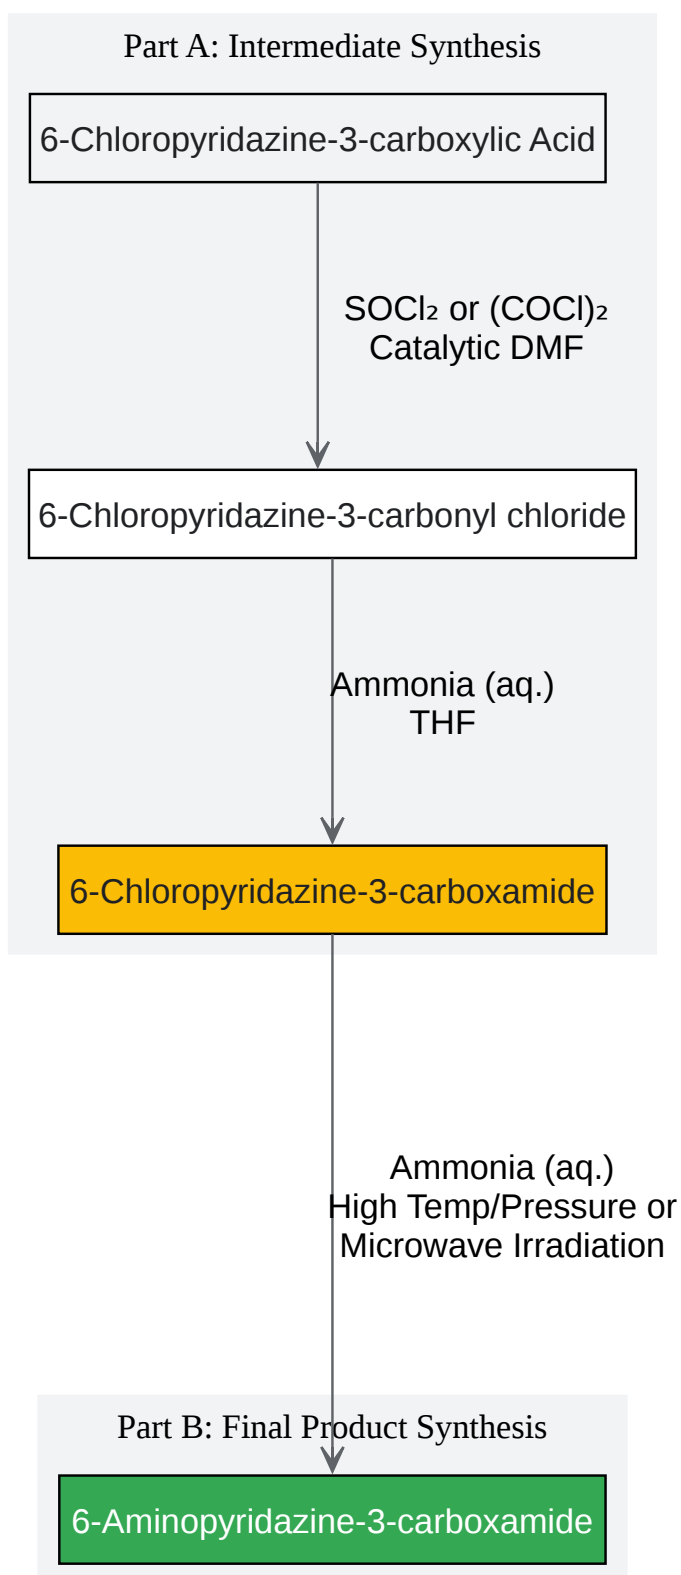 Part A: Intermediate Synthesis
6-Chloropyridazine-3-carboxylic Acid
SOCl₂ or (COCl)₂
Catalytic DMF
6-Chloropyridazine-3-carbonyl chloride
Ammonia (aq.)
THF
6-Chloropyridazine-3-carboxamide
Ammonia (aq.)
High Temp/Pressure or
Microwave Irradiation
Part B: Final Product Synthesis
6-Aminopyridazine-3-carboxamide